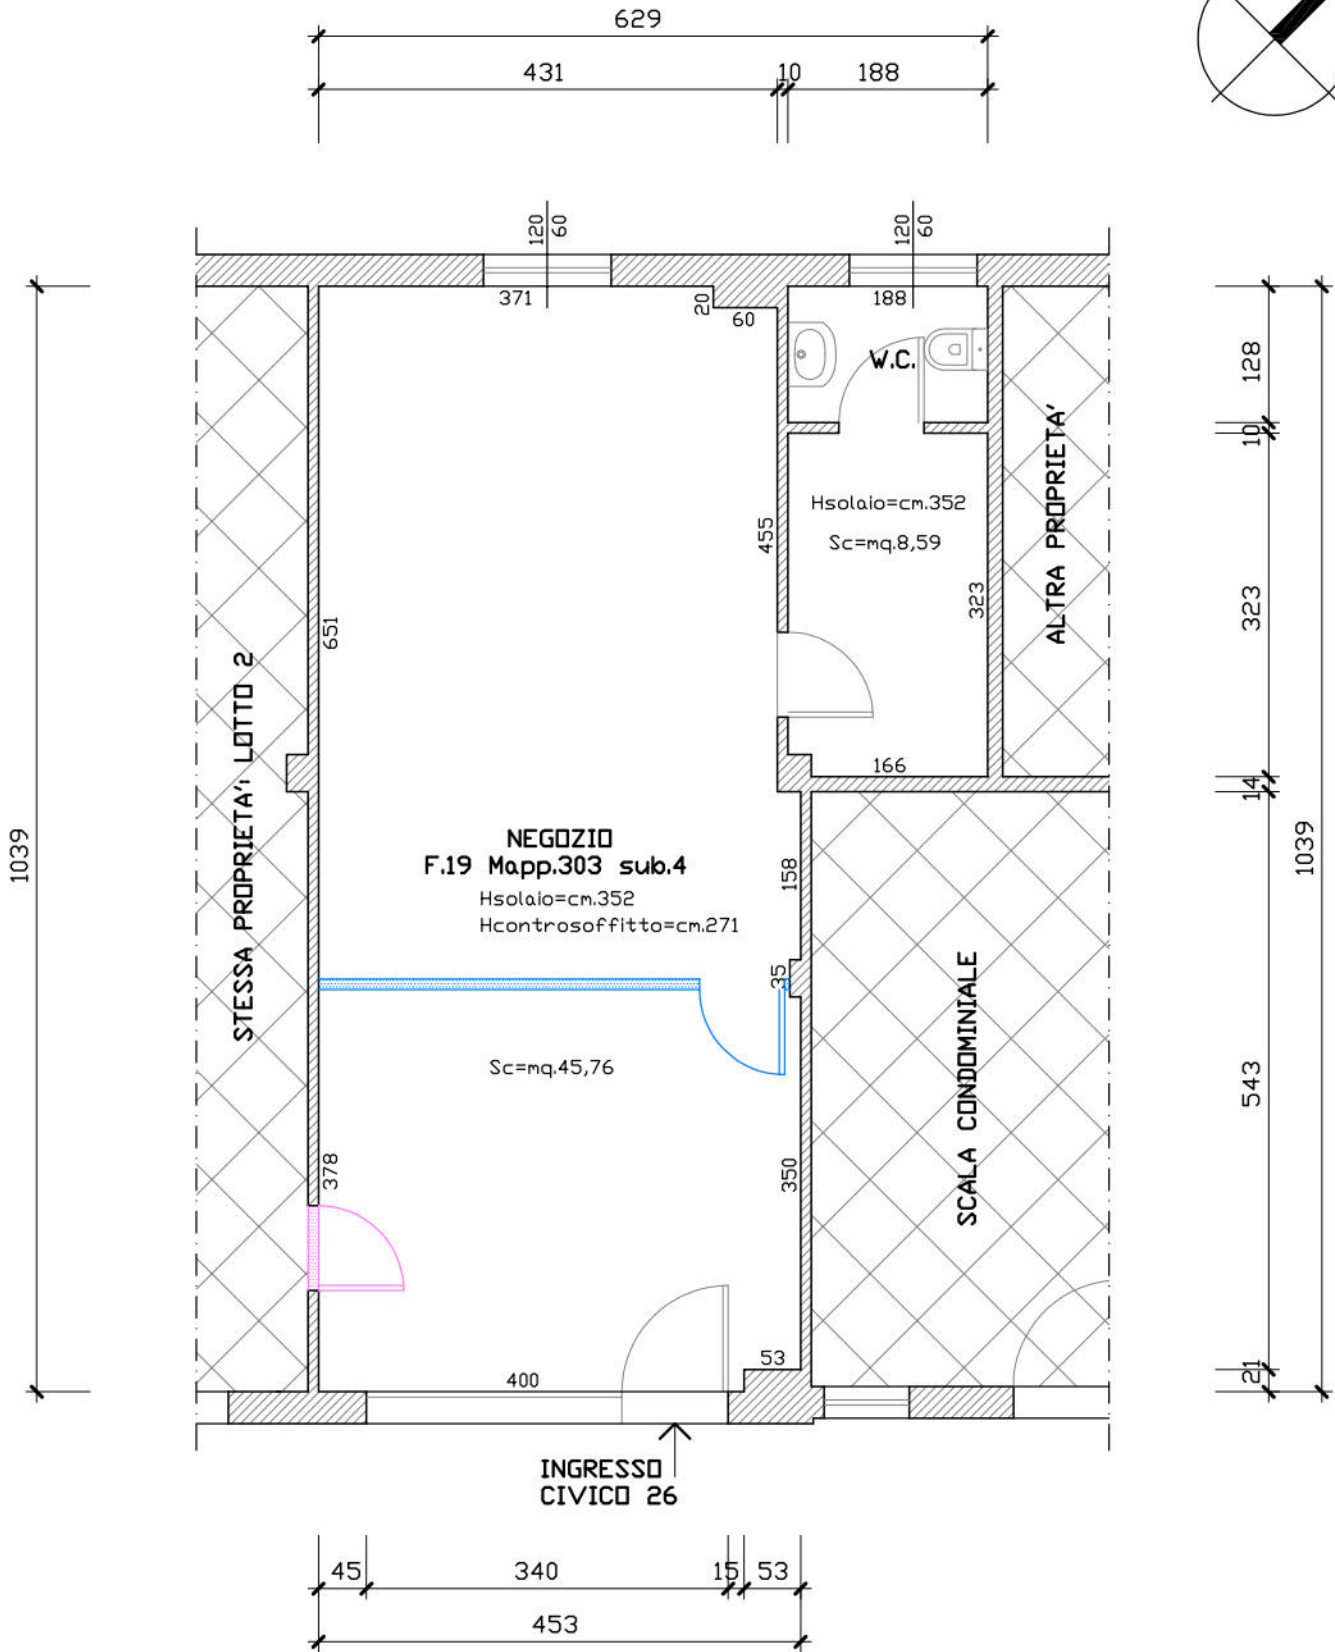 629
431
10
188
120
60
120
60
371
20
60
188
W.C.
128
10
Hsolaio=cm.352
Sc=mq.8,59
455
323
323
ALTRA PROPRIETA'
651
STESSA PROPRIETA': LOTTO 2
166
14
1039
1039
NEGOZIO
F.19 Mapp.303 sub.4
Hsolaio=cm.352
Hcontrosoffitto=cm.271
158
35
SCALA CONDOMINIALE
Sc=mq.45,76
543
378
350
53
400
21
INGRESSO
CIVICO 26
45
340
15
53
453